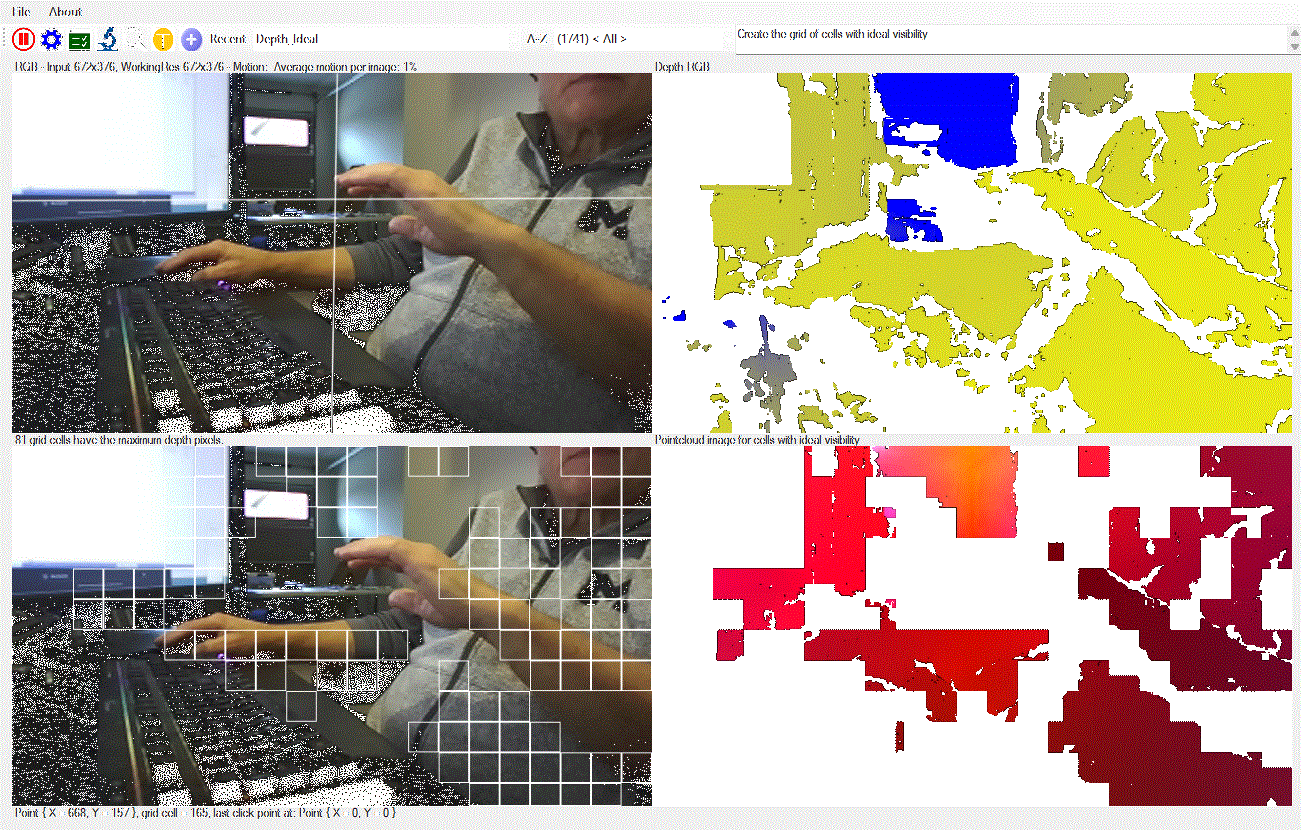 File About
Recent Depth_Ideal A-Z (1/41) < All > Create the grid of cells with ideal visibility
RGB - Input 672x376, WorkingRes 672x376 - Motion: Average motion per image: 1% Depth RGB
81 grid cells have the maximum depth pixels. Pointcloud image for cells with ideal visibility
Point { X = 668, Y = 157 }, grid cell = 165, last click point at: Point { X = 0, Y = 0 }